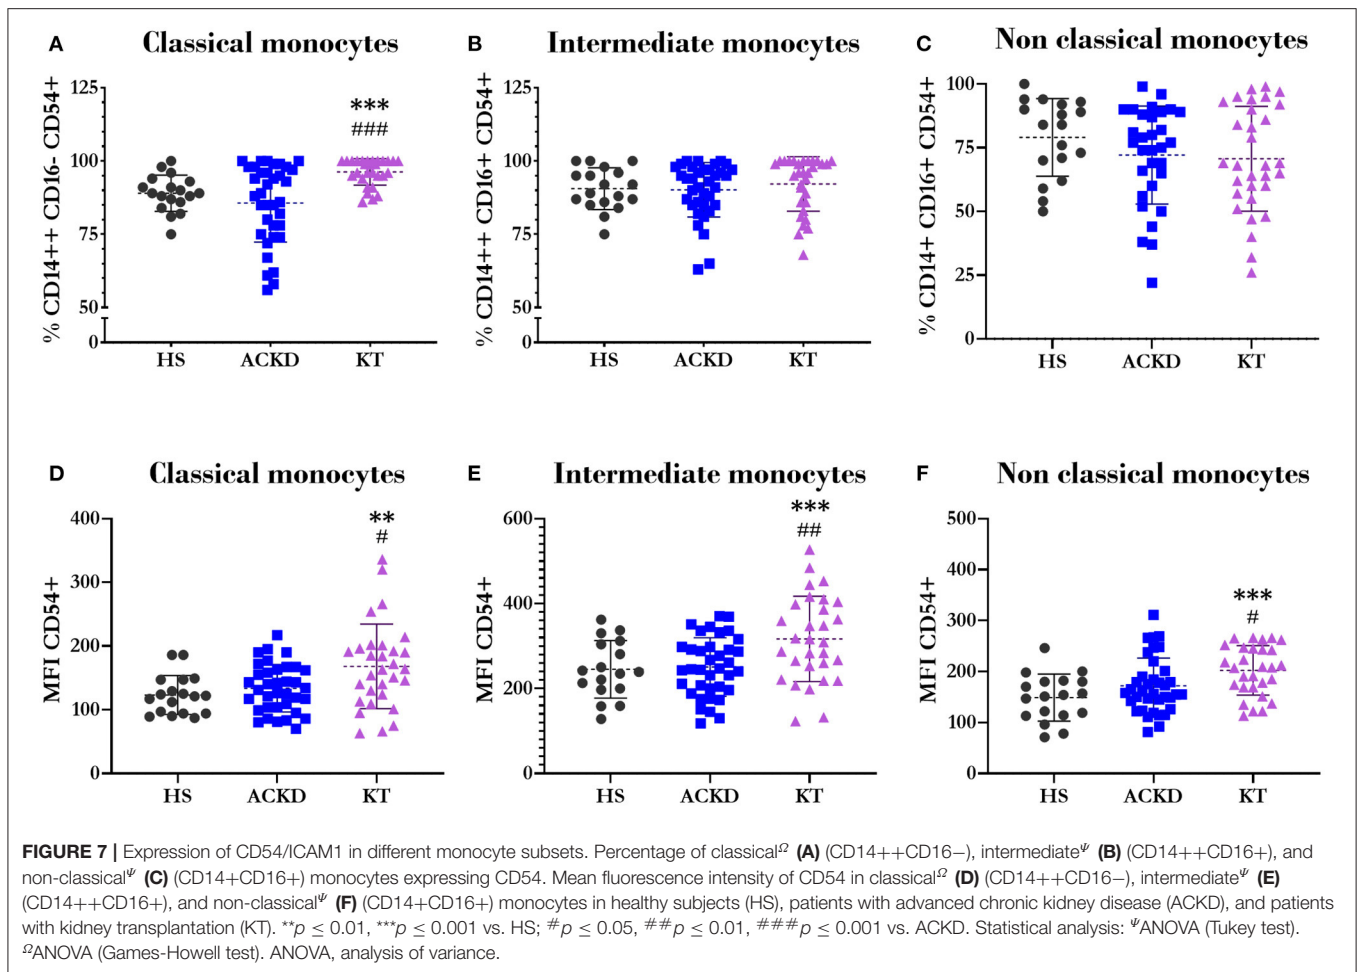 A Classical monocytes
B Intermediate monocytes
C Non classical monocytes
% CD14++ CD16- CD54+
125
100
75
50
0
HS ACKD KT
***
###
% CD14++ CD16+ CD54+
125
100
75
50
0
HS ACKD KT
% CD14+ CD16+ CD54+
100
75
50
25
0
HS ACKD KT
D Classical monocytes
E Intermediate monocytes
F Non classical monocytes
MFI CD54+
400
300
200
100
0
HS ACKD KT
**
#
MFI CD54+
600
400
200
0
HS ACKD KT
***
##
MFI CD54+
500
400
300
200
100
0
HS ACKD KT
***
#
FIGURE 7 | Expression of CD54/ICAM1 in different monocyte subsets. Percentage of classicalΩ (A) (CD14++CD16−), intermediateΨ (B) (CD14++CD16+), and
non-classicalΨ (C) (CD14+CD16+) monocytes expressing CD54. Mean fluorescence intensity of CD54 in classicalΩ (D) (CD14++CD16−), intermediateΨ (E)
(CD14++CD16+), and non-classicalΨ (F) (CD14+CD16+) monocytes in healthy subjects (HS), patients with advanced chronic kidney disease (ACKD), and patients
with kidney transplantation (KT). **p ≤ 0.01, ***p ≤ 0.001 vs. HS; #p ≤ 0.05, ##p ≤ 0.01, ###p ≤ 0.001 vs. ACKD. Statistical analysis: ΨANOVA (Tukey test).
ΩANOVA (Games-Howell test). ANOVA, analysis of variance.